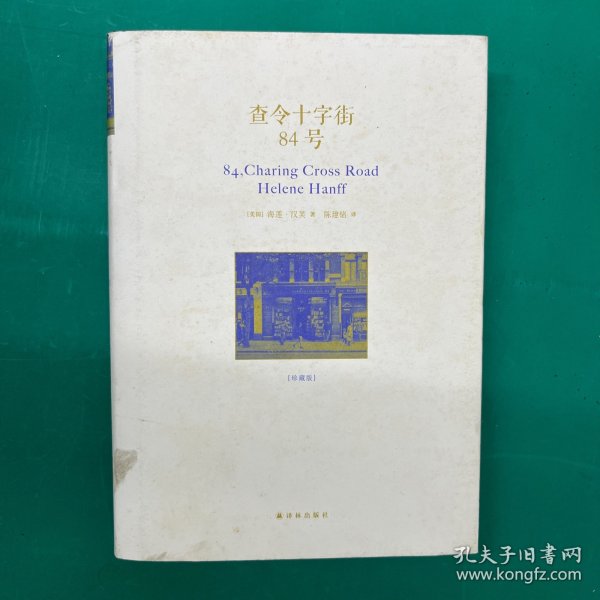 查令十字街
84号
84, Charing Cross Road
Helene Hanff
[美国] 海莲·汉芙 著 陈建铭 译
[珍藏版]
译林出版社
孔夫子旧书网
www.kongfz.com